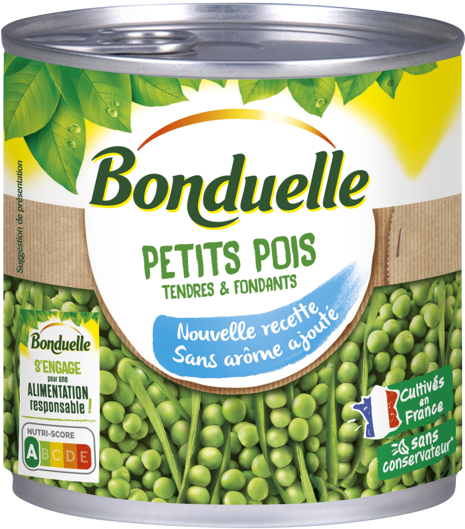 Suggestion de présentation
Bonduelle
PETITS POIS
TENDRES & FONDANTS
Nouvelle recette
Sans arôme ajouté
Bonduelle
S'ENGAGE
pour une
ALIMENTATION
responsable !
NUTRI-SCORE
A B C D E
Cultivés
en
France
sans
conservateur*